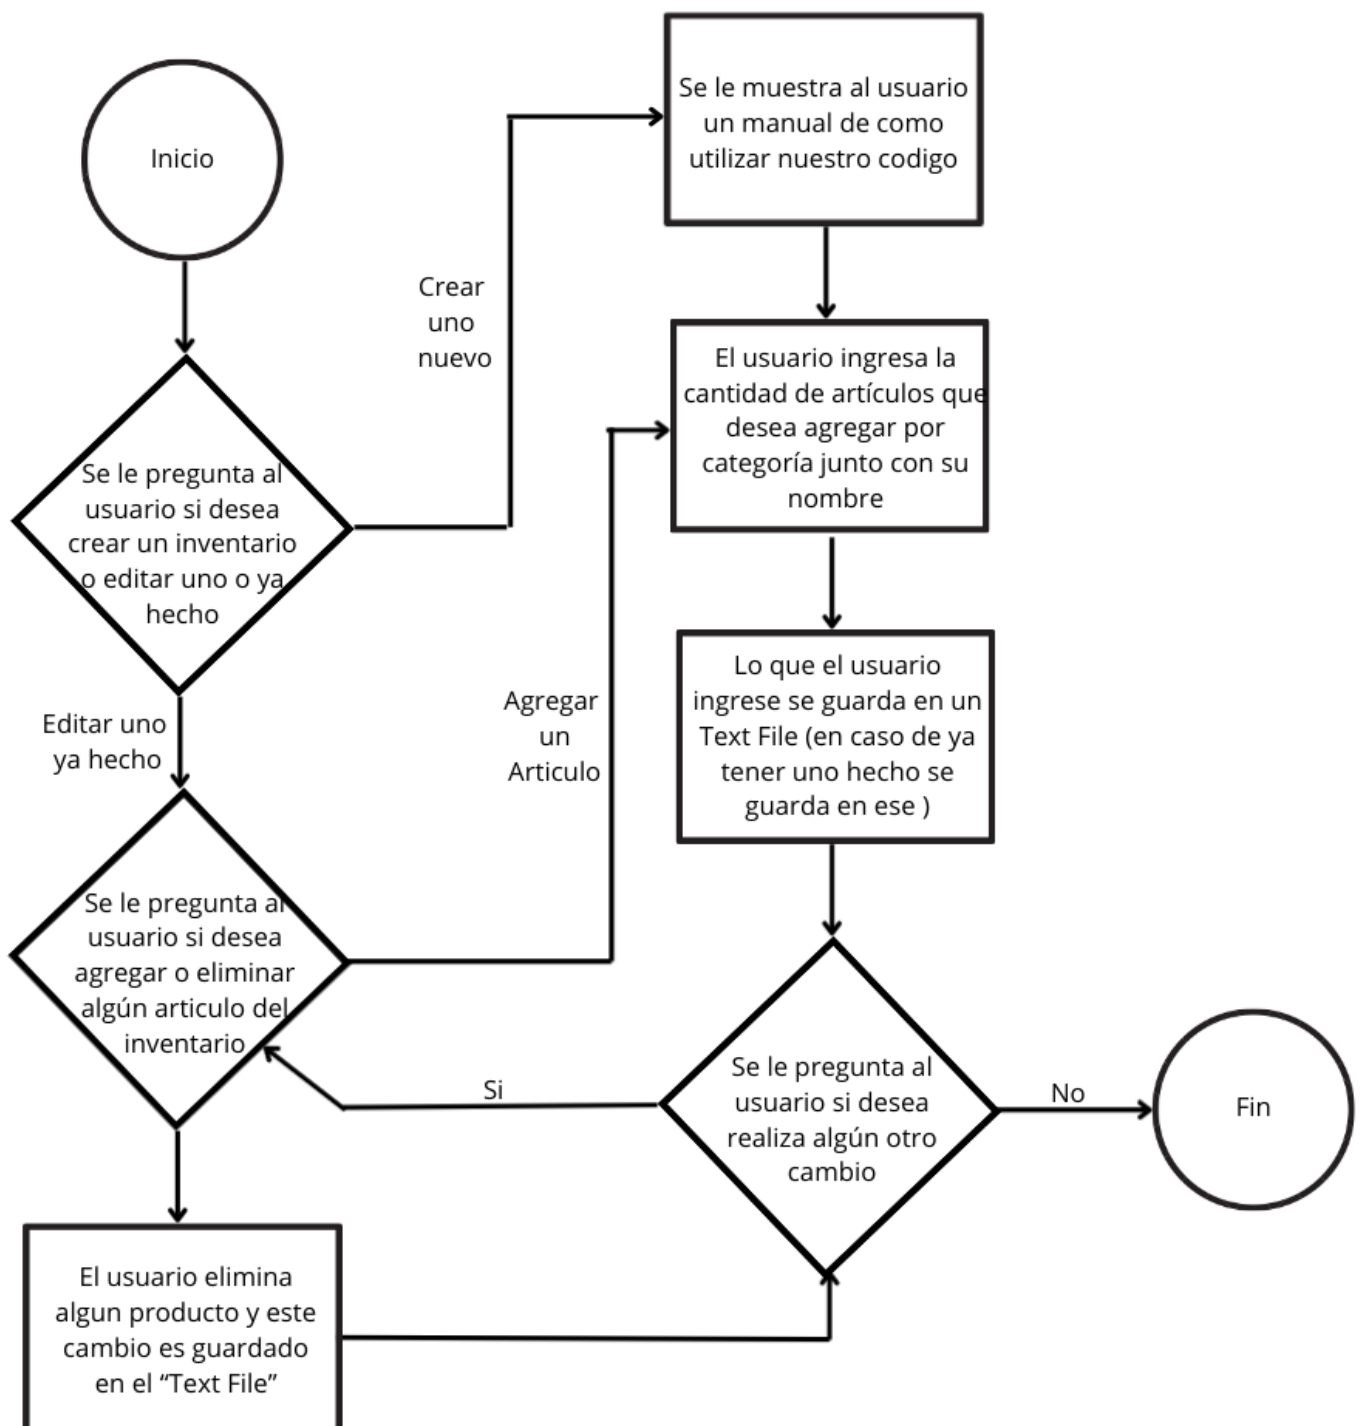 Inicio
Se le pregunta al
usuario si desea
crear un inventario
o editar uno o ya
hecho
Crear
uno
nuevo
Se le muestra al usuario
un manual de como
utilizar nuestro codigo
El usuario ingresa la
cantidad de artículos que
desea agregar por
categoría junto con su
nombre
Lo que el usuario
ingrese se guarda en un
Text File (en caso de ya
tener uno hecho se
guarda en ese )
Editar uno
ya hecho
Se le pregunta al
usuario si desea
agregar o eliminar
algún articulo del
inventario
Agregar
un
Articulo
Se le pregunta al
usuario si desea
realiza algún otro
cambio
Si
No
Fin
El usuario elimina
algun producto y este
cambio es guardado
en el “Text File”